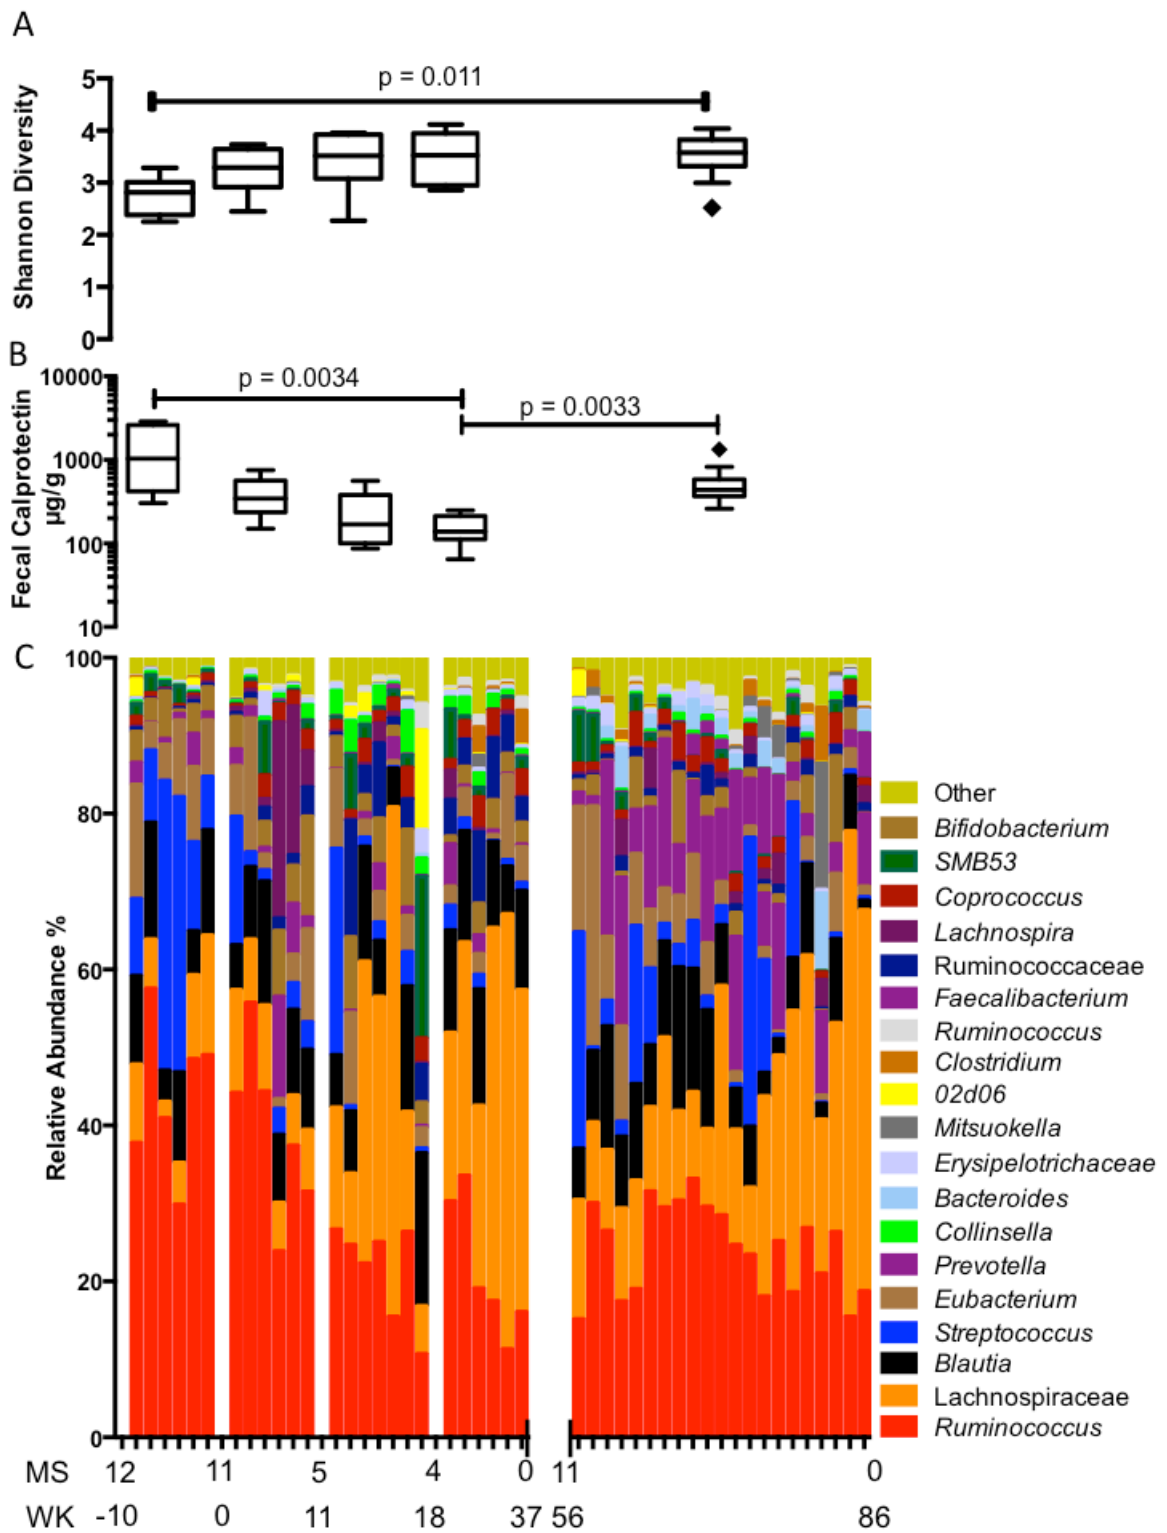 A
p = 0.011
Shannon Diversity
5
4
3
2
1
0
B
p = 0.0034
p = 0.0033
Fecal Calprotectin
µg/g
10000
1000
100
10
C
Relative Abundance %
100
80
60
40
20
0
Other
Bifidobacterium
SMB53
Coprococcus
Lachnospira
Ruminococcaceae
Faecalibacterium
Ruminococcus
Clostridium
02d06
Mitsuokella
Erysipelotrichaceae
Bacteroides
Collinsella
Prevotella
Eubacterium
Streptococcus
Blautia
Lachnospiraceae
Ruminococcus
MS 12 11 5 4 0 11 0
WK -10 0 11 18 37 56 86